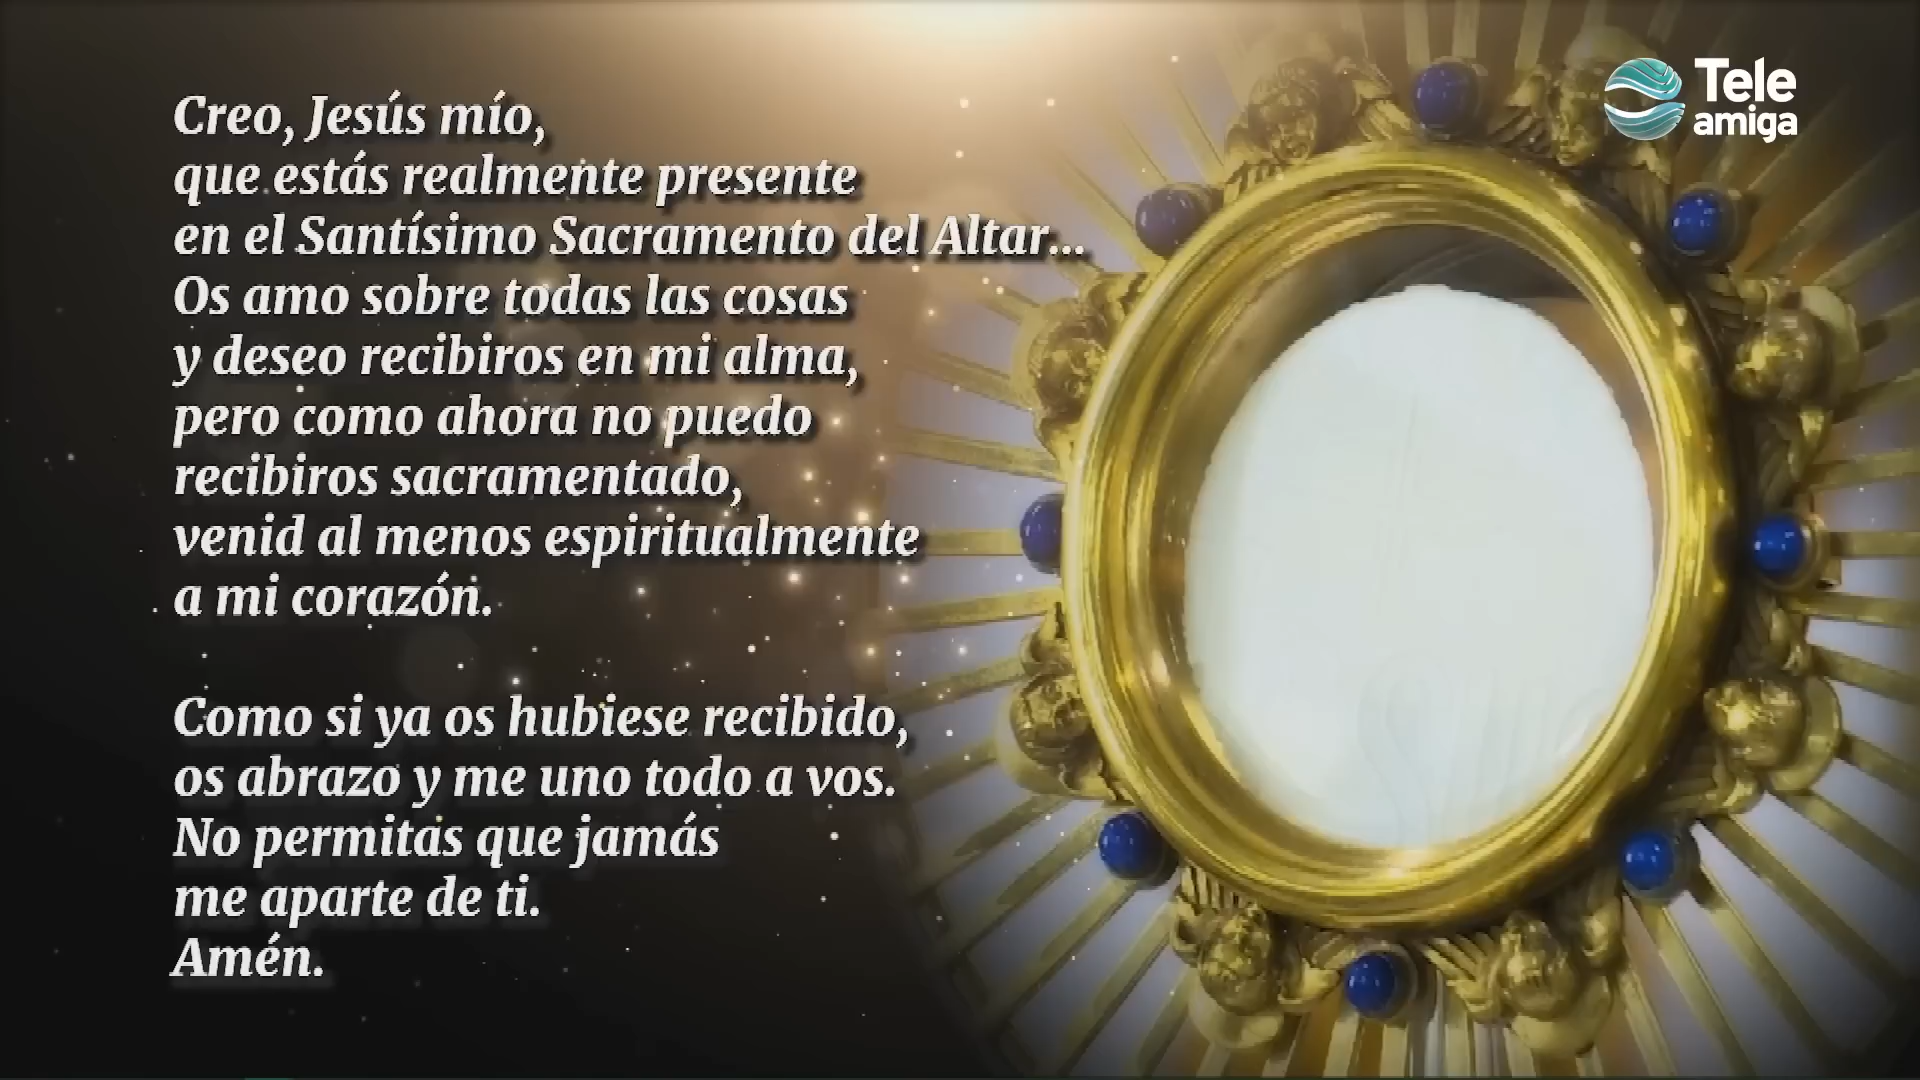 Creo, Jesús mío,
que estás realmente presente
en el Santísimo Sacramento del Altar...
Os amo sobre todas las cosas
y deseo recibiros en mi alma,
pero como ahora no puedo
recibiros sacramentado,
venid al menos espiritualmente
a mi corazón.
Como si ya os hubiese recibido,
os abrazo y me uno todo a vos.
No permitas que jamás
me aparte de ti.
Amén.
Tele
amiga